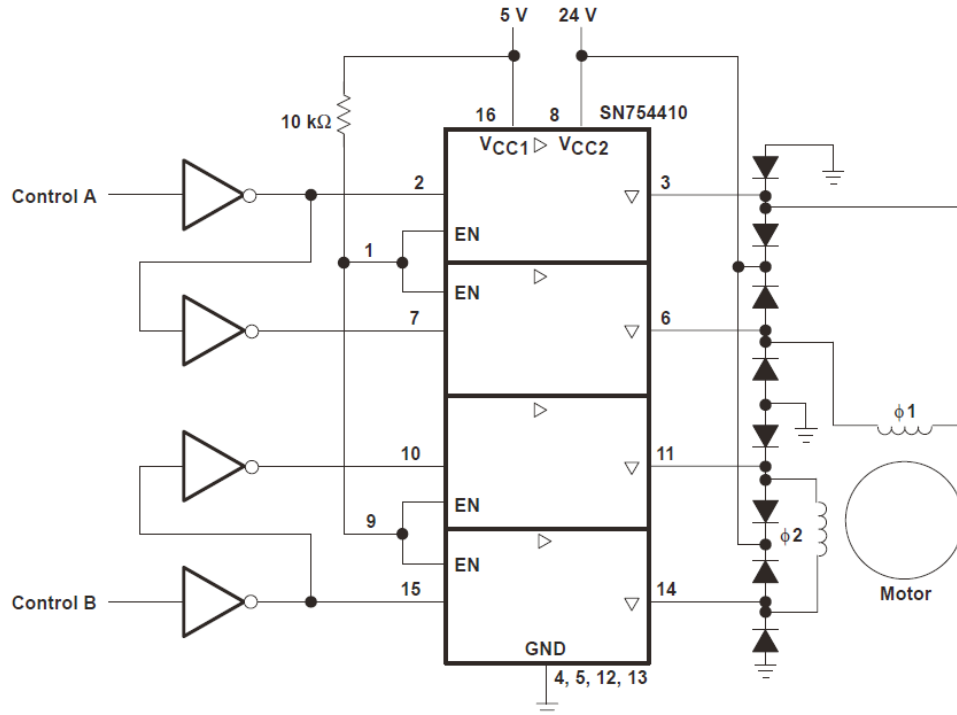 5 V
24 V
SN754410
10 kΩ
16
8
VCC1
VCC2
Control A
2
3
EN
1
EN
7
6
ϕ1
10
11
EN
9
ϕ2
EN
Control B
15
14
Motor
GND
4, 5, 12, 13